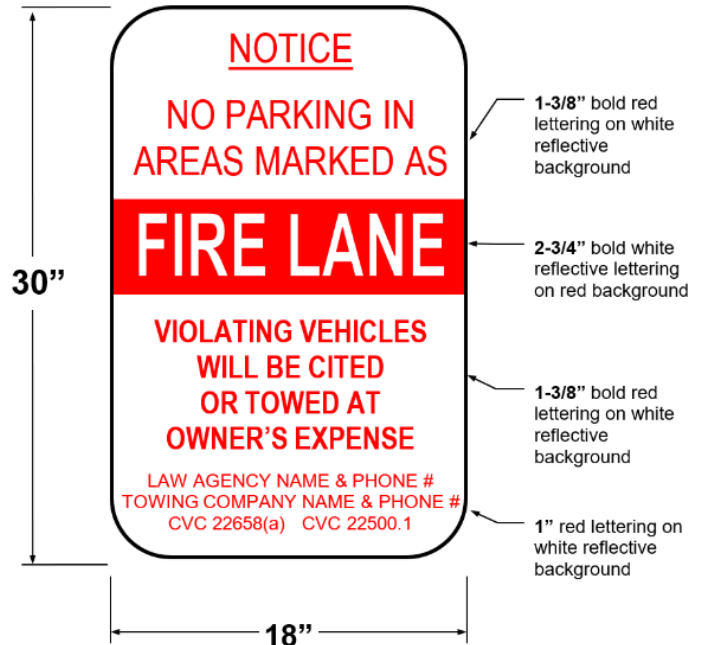 NOTICE
NO PARKING IN
AREAS MARKED AS
FIRE LANE
VIOLATING VEHICLES
WILL BE CITED
OR TOWED AT
OWNER’S EXPENSE
LAW AGENCY NAME & PHONE #
TOWING COMPANY NAME & PHONE #
CVC 22658(a) CVC 22500.1
30”
18”
1-3/8” bold red
lettering on white
reflective
background
2-3/4” bold white
reflective lettering
on red background
1-3/8” bold red
lettering on white
reflective
background
1” red lettering on
white reflective
background